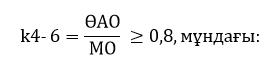 k4- 6 = ӨАО / МО ≥ 0,8, мұндағы: